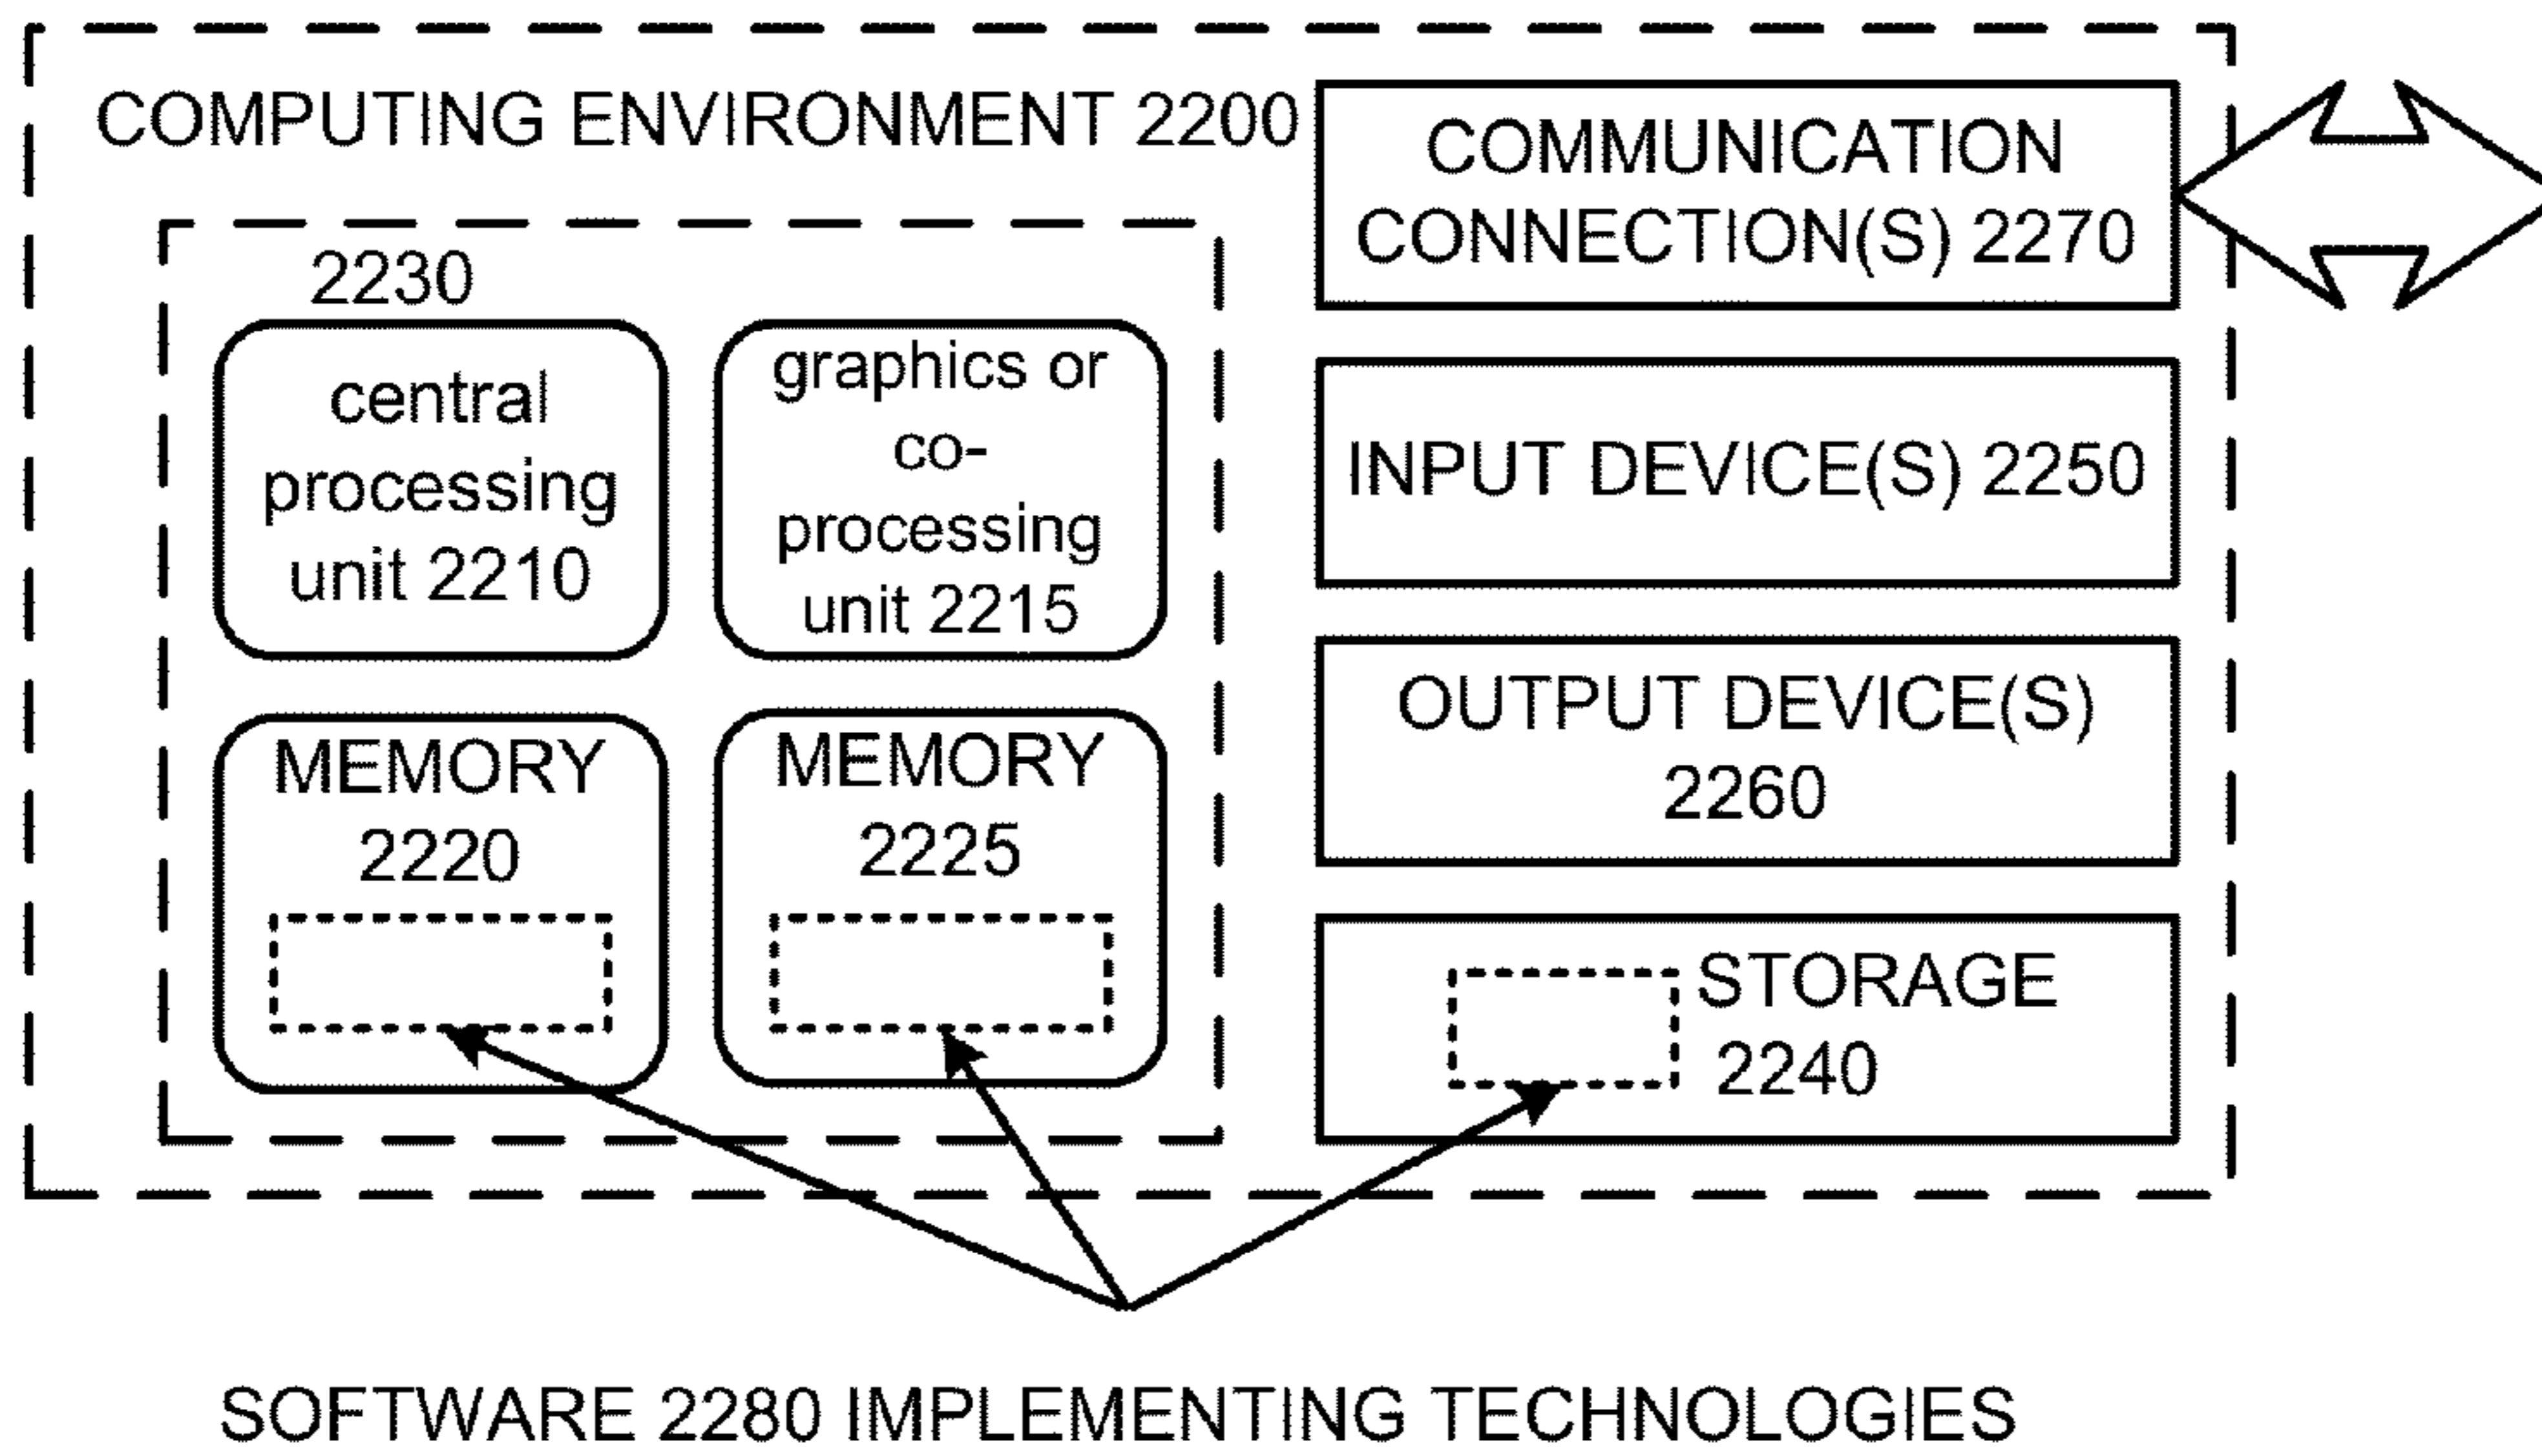 COMPUTING ENVIRONMENT 2200
2230
central
processing
unit 2210
graphics or
co-
processing
unit 2215
MEMORY
2220
MEMORY
2225
COMMUNICATION
CONNECTION(S) 2270
INPUT DEVICE(S) 2250
OUTPUT DEVICE(S)
2260
STORAGE
2240
SOFTWARE 2280 IMPLEMENTING TECHNOLOGIES